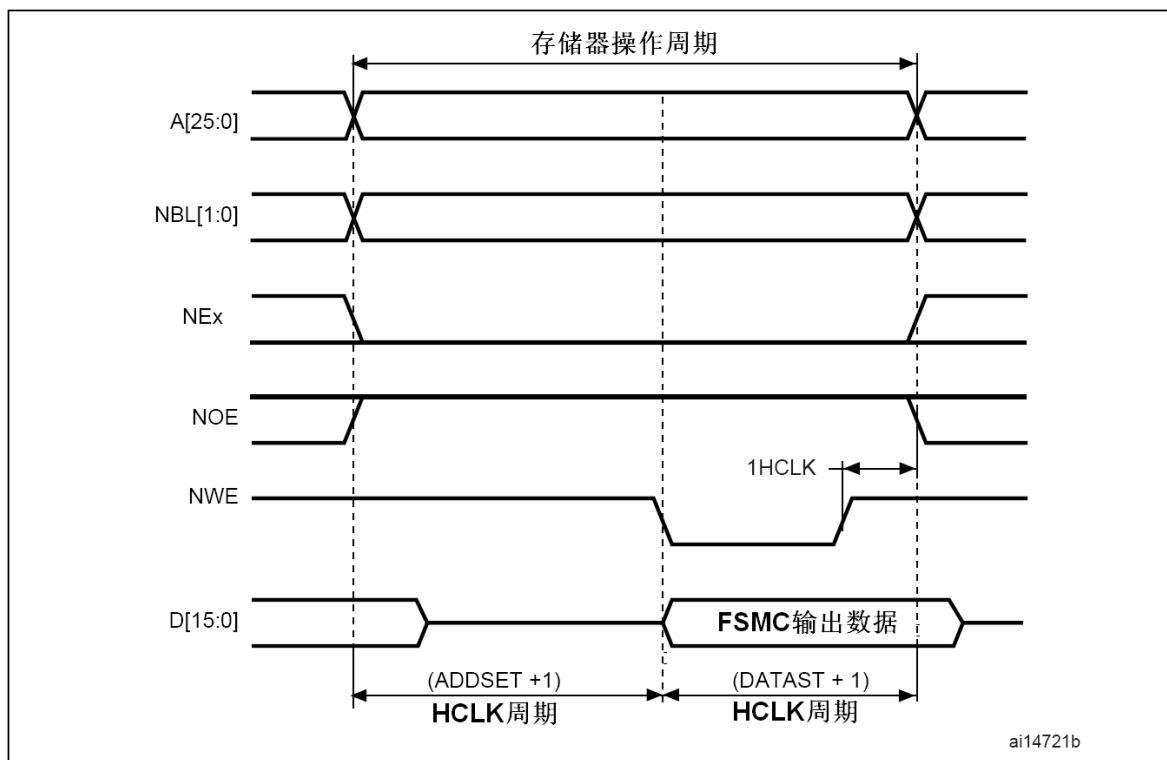 存储器操作周期
A[25:0]
NBL[1:0]
NEx
NOE
1HCLK
NWE
D[15:0]
FSMC输出数据
(ADDSET +1)
HCLK周期
(DATAST + 1)
HCLK周期
ai14721b